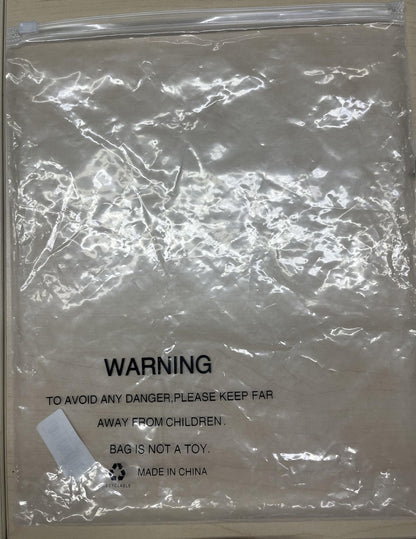 WARNING
TO AVOID ANY DANGER,PLEASE KEEP FAR
AWAY FROM CHILDREN.
BAG IS NOT A TOY.
MADE IN CHINA